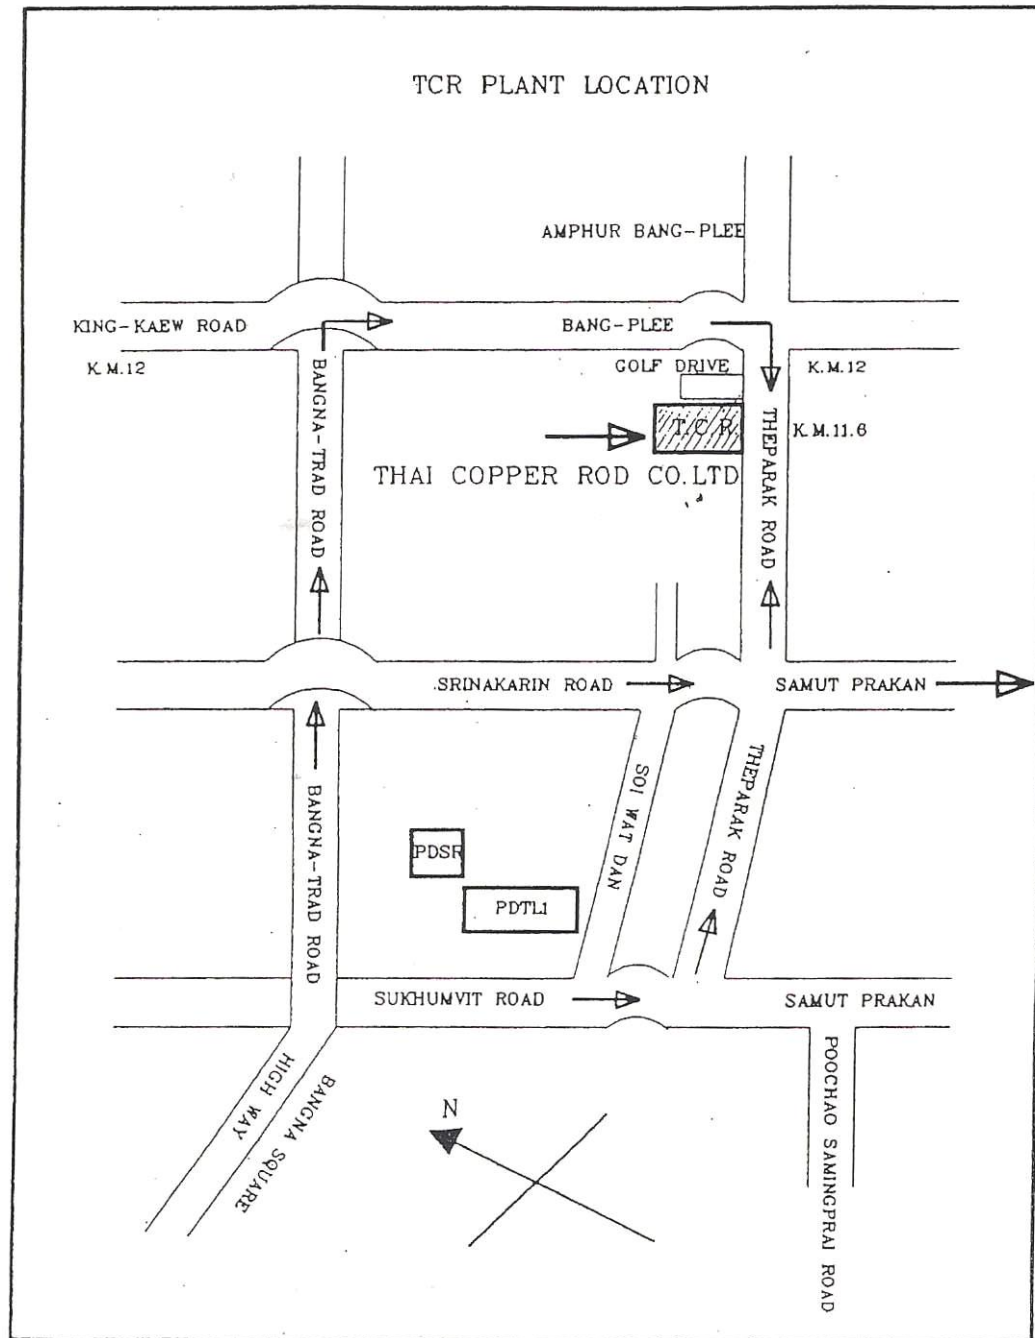 TCR PLANT LOCATION
AMPHUR BANG-PLEE
KING-KAEW ROAD
BANG-PLEE
K.M.12
GOLF DRIVE
K.M.12
T.C.R.
K.M.11.6
THAI COPPER ROD CO.LTD
BANGNA-TRAD ROAD
THEPARAK ROAD
SRINAKARIN ROAD
SAMUT PRAKAN
BANGNA-TRAD ROAD
PDSR
PDTL1
SOI WAT DAN
THEPARAK ROAD
SUKHUMVIT ROAD
SAMUT PRAKAN
HIGH WAY
BANGNA SQUARE
N
POOCHAO SAMINGPRAI ROAD